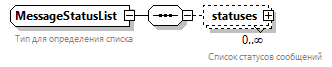 MessageStatusList
statuses
Тип для определения списка
0..∞
Список статусов сообщений